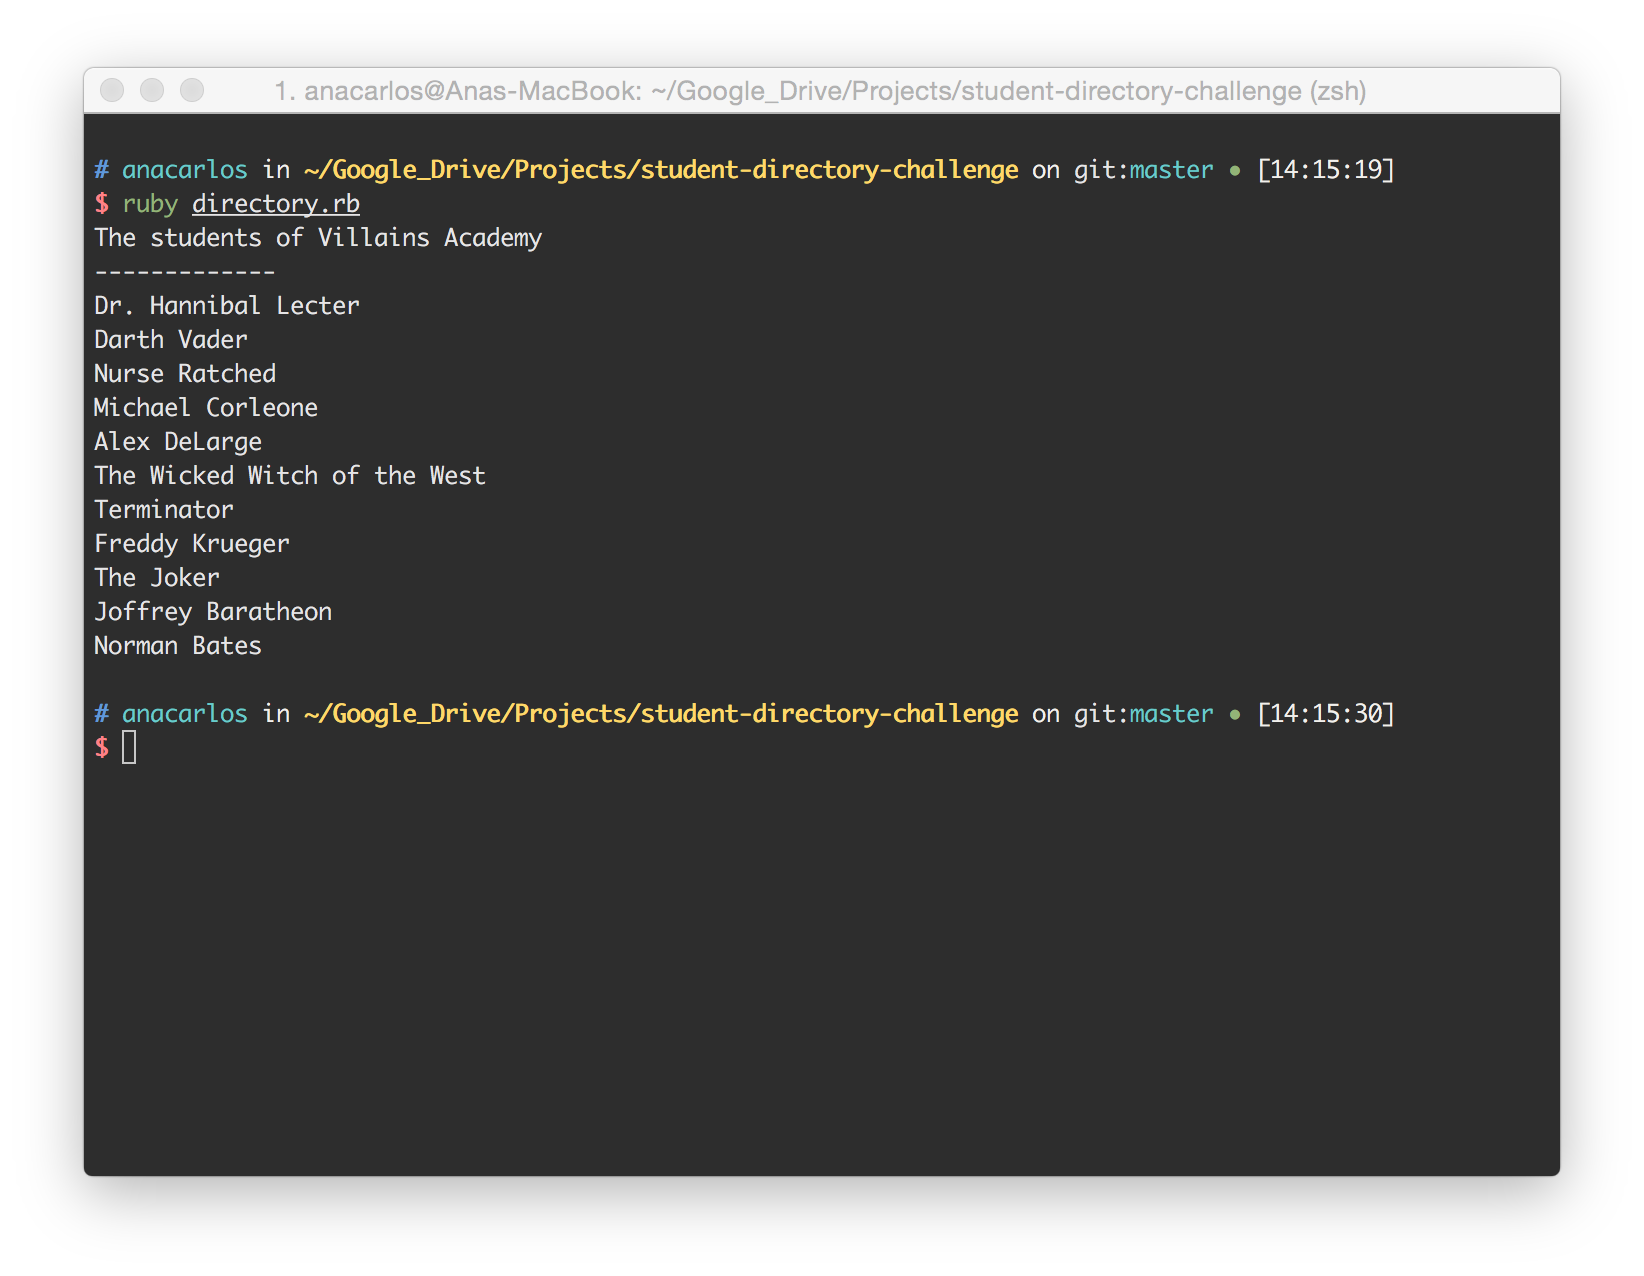 1. anacarlos@Anas-MacBook: ~/Google_Drive/Projects/student-directory-challenge (zsh)
# anacarlos in ~/Google_Drive/Projects/student-directory-challenge on git:master • [14:15:19]
$ ruby directory.rb
The students of Villains Academy
-------------
Dr. Hannibal Lecter
Darth Vader
Nurse Ratched
Michael Corleone
Alex DeLarge
The Wicked Witch of the West
Terminator
Freddy Krueger
The Joker
Joffrey Baratheon
Norman Bates
# anacarlos in ~/Google_Drive/Projects/student-directory-challenge on git:master • [14:15:30]
$